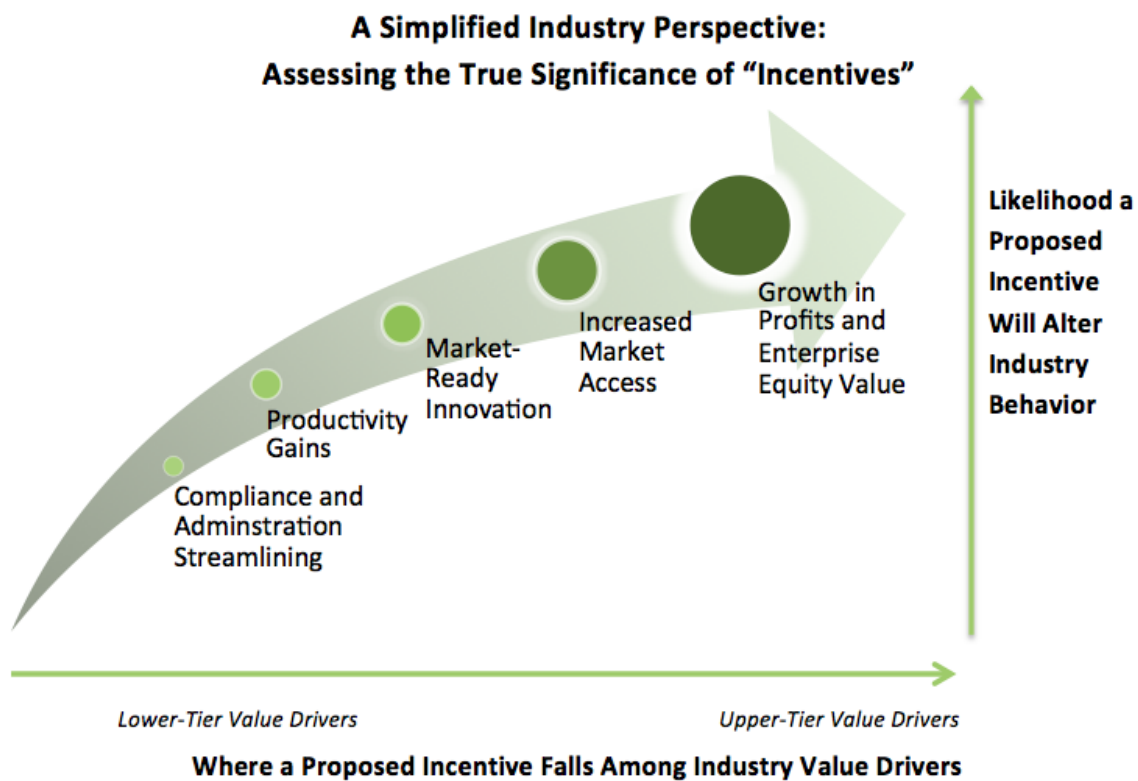 A Simplified Industry Perspective:
Assessing the True Significance of “Incentives”
Likelihood a
Proposed
Incentive
Will Alter
Industry
Behavior
Growth in
Profits and
Enterprise
Equity Value
Increased
Market
Access
Market-
Ready
Innovation
Productivity
Gains
Compliance and
Adminstration
Streamlining
Lower-Tier Value Drivers
Upper-Tier Value Drivers
Where a Proposed Incentive Falls Among Industry Value Drivers